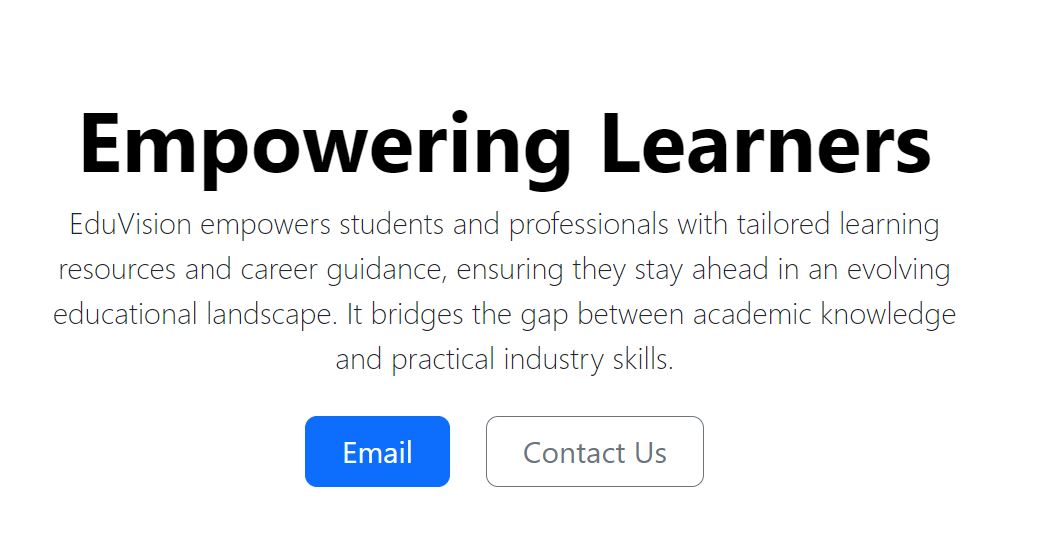 Empowering Learners
EduVision empowers students and professionals with tailored learning
resources and career guidance, ensuring they stay ahead in an evolving
educational landscape. It bridges the gap between academic knowledge
and practical industry skills.
Email
Contact Us